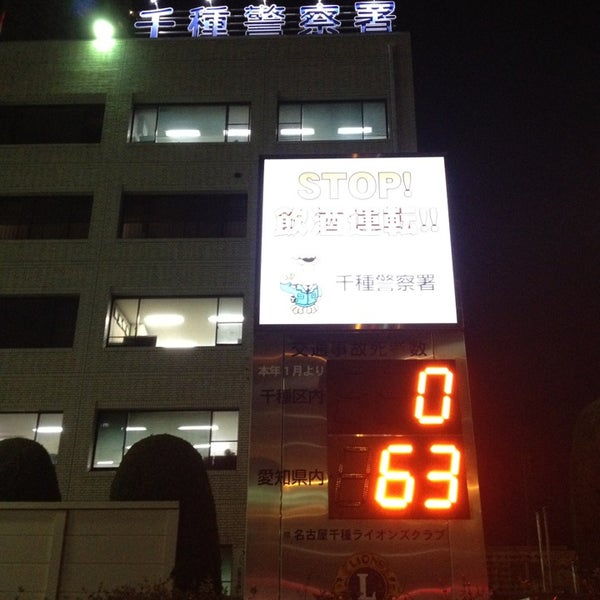 千種警察署
STOP!
飲酒運転!!
千種警察署
交通事故死者数
本年1月より
千種区内 0
愛知県内 63
名古屋千種ライオンズクラブ
LIONS
L